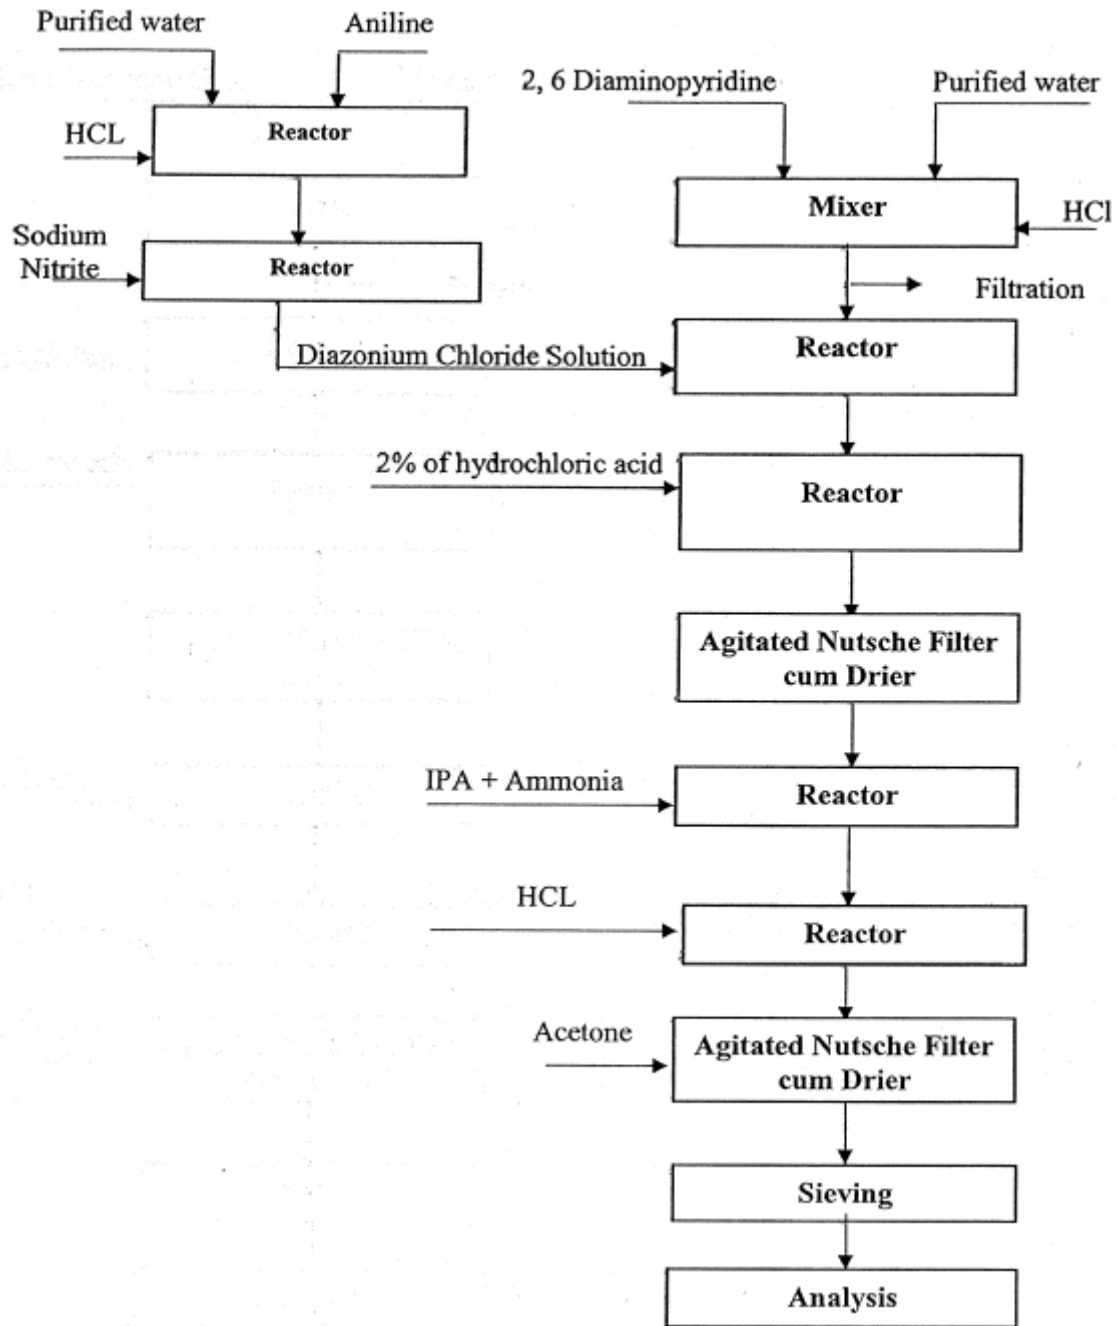 Purified water
Aniline
2, 6 Diaminopyridine
Purified water
HCL
Reactor
Mixer
HCl
Sodium
Nitrite
Reactor
Filtration
Diazonium Chloride Solution
Reactor
2% of hydrochloric acid
Reactor
Agitated Nutsche Filter
cum Drier
IPA + Ammonia
Reactor
HCL
Reactor
Acetone
Agitated Nutsche Filter
cum Drier
Sieving
Analysis